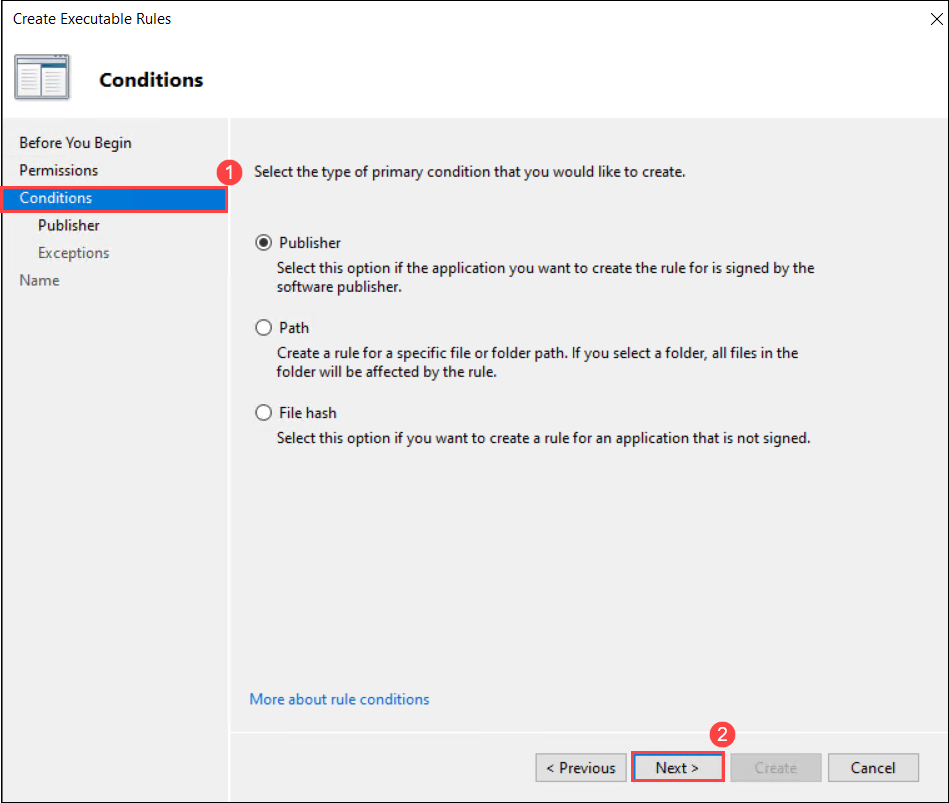 Create Executable Rules
Conditions
Before You Begin
Permissions
Conditions
Publisher
Exceptions
Name
1
Select the type of primary condition that you would like to create.
Publisher
Select this option if the application you want to create the rule for is signed by the
software publisher.
Path
Create a rule for a specific file or folder path. If you select a folder, all files in the
folder will be affected by the rule.
File hash
Select this option if you want to create a rule for an application that is not signed.
More about rule conditions
2
< Previous
Next >
Create
Cancel